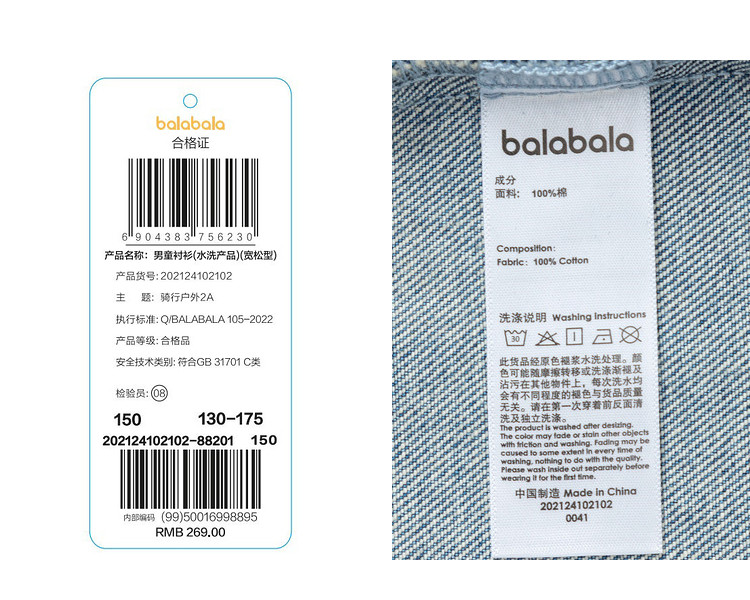 balabala
合格证
6 904383 756230
产品名称：男童衬衫(水洗产品)(宽松型)
产品货号：202124102102
主 题：骑行户外2A
执行标准：Q/BALABALA 105-2022
产品等级：合格品
安全技术类别：符合GB 31701 C类
检验员：08
150 130-175
202124102102-88201 150
内部编码 (99)50016998895
RMB 269.00
balabala
成分
面料： 100%棉
Composition:
Fabric: 100% Cotton
洗涤说明 Washing Instructions
30
此货品经原色褪浆水洗处理。颜
色可能随摩擦转移或洗涤渐褪及
沾污在其他物件上，每次洗水均
会有不同程度的褪色与货品质量
无关。请在第一次穿着前反面清
洗及独立洗涤。
The product is washed after desizing.
The color may fade or stain other objects
with friction and washing. Fading may be
caused to some extent in every time of
washing, nothing to do with the quality.
Please wash inside out separately before
wearing it for the first time.
中国制造 Made in China
202124102102
0041